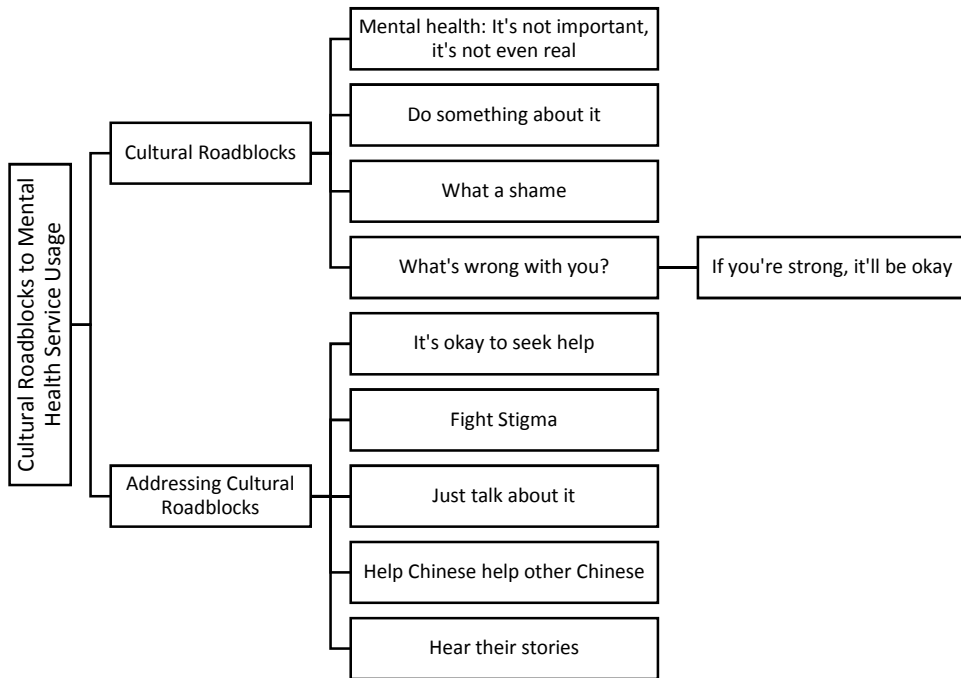 Cultural Roadblocks to Mental
Health Service Usage
Cultural Roadblocks
Mental health: It's not important,
it's not even real
Do something about it
What a shame
What's wrong with you?
If you're strong, it'll be okay
Addressing Cultural
Roadblocks
It's okay to seek help
Fight Stigma
Just talk about it
Help Chinese help other Chinese
Hear their stories